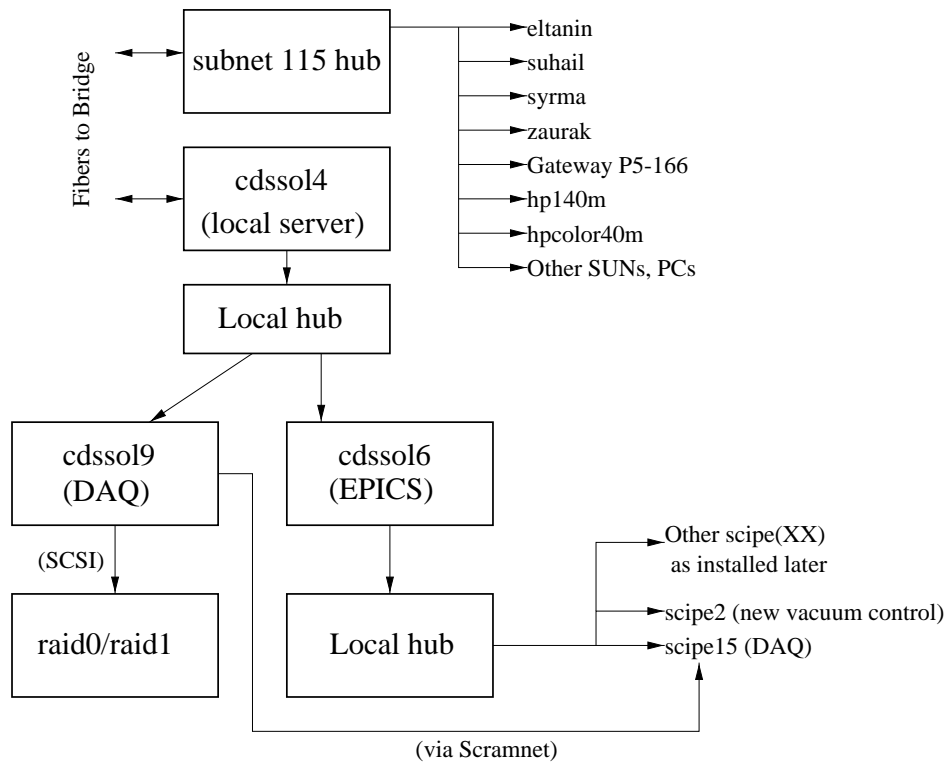 Fibers to Bridge
subnet 115 hub
eltanin
suhail
syrma
zaurak
Gateway P5-166
hp140m
hpcolor40m
Other SUNs, PCs
cdssol4
(local server)
Local hub
cdssol9
(DAQ)
cdssol6
(EPICS)
(SCSI)
raid0/raid1
Local hub
Other scipe(XX)
as installed later
scipe2 (new vacuum control)
scipe15 (DAQ)
(via Scramnet)